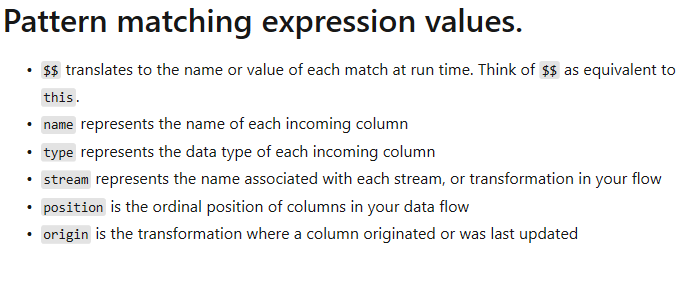 Pattern matching expression values.
• $$ translates to the name or value of each match at run time. Think of $$ as equivalent to
this.
• name represents the name of each incoming column
• type represents the data type of each incoming column
• stream represents the name associated with each stream, or transformation in your flow
• position is the ordinal position of columns in your data flow
• origin is the transformation where a column originated or was last updated